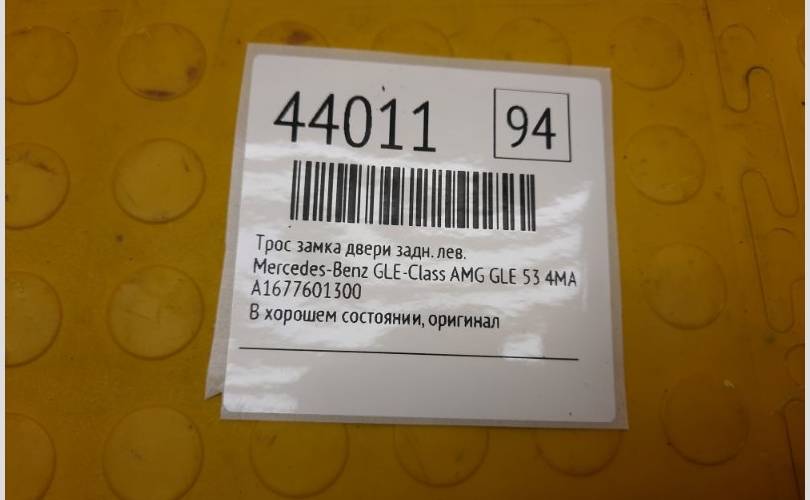 44011
94
Трос замка двери задн. лев.
Mercedes-Benz GLE-Class AMG GLE 53 4MA
A1677601300
В хорошем состоянии, оригинал